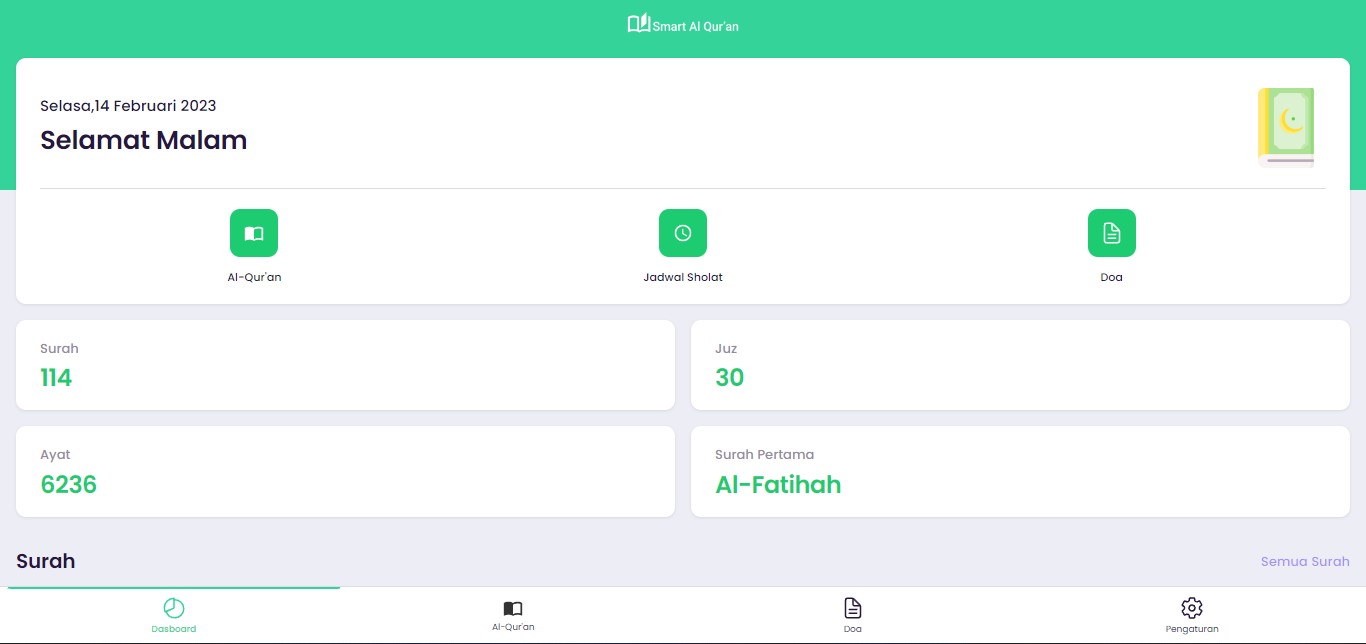 Smart Al Qur'an
Selasa,14 Februari 2023
Selamat Malam
Al-Qur'an
Jadwal Sholat
Doa
Surah
114
Juz
30
Ayat
6236
Surah Pertama
Al-Fatihah
Surah
Semua Surah
Dasboard
Al-Qur'an
Doa
Pengaturan